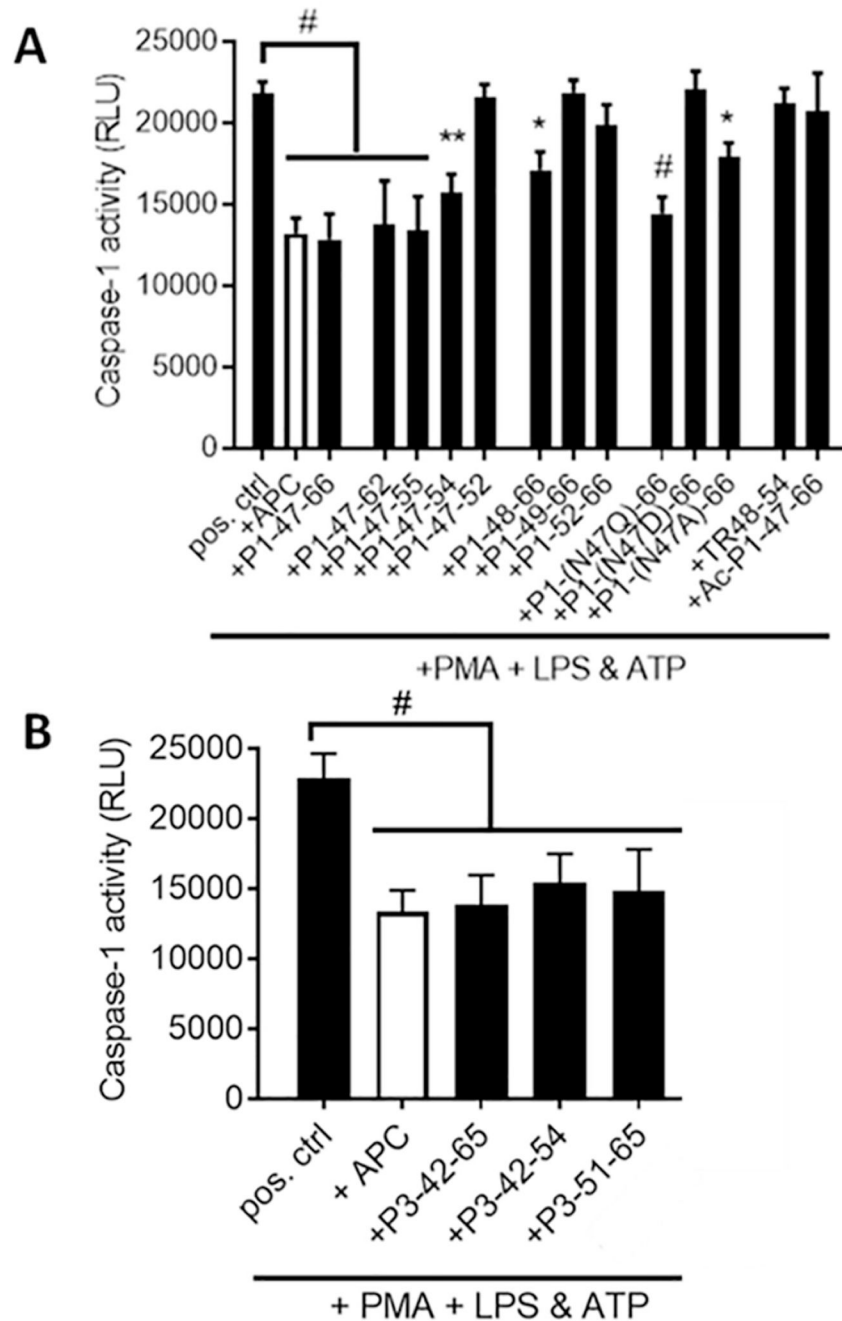 A
#
25000
20000
15000
10000
5000
0
Caspase-1 activity (RLU)
**
*
#
*
pos. ctrl
+APC
+P1-47-66
+P1-47-62
+P1-47-55
+P1-47-54
+P1-47-52
+P1-48-66
+P1-49-66
+P1-52-66
+P1-(N47Q)-66
+P1-(N47D)-66
+P1-(N47A)-66
+TR48-54
+Ac-P1-47-66
+PMA + LPS & ATP
B
#
25000
20000
15000
10000
5000
0
Caspase-1 activity (RLU)
pos. ctrl
+ APC
+P3-42-65
+P3-42-54
+P3-51-65
+ PMA + LPS & ATP